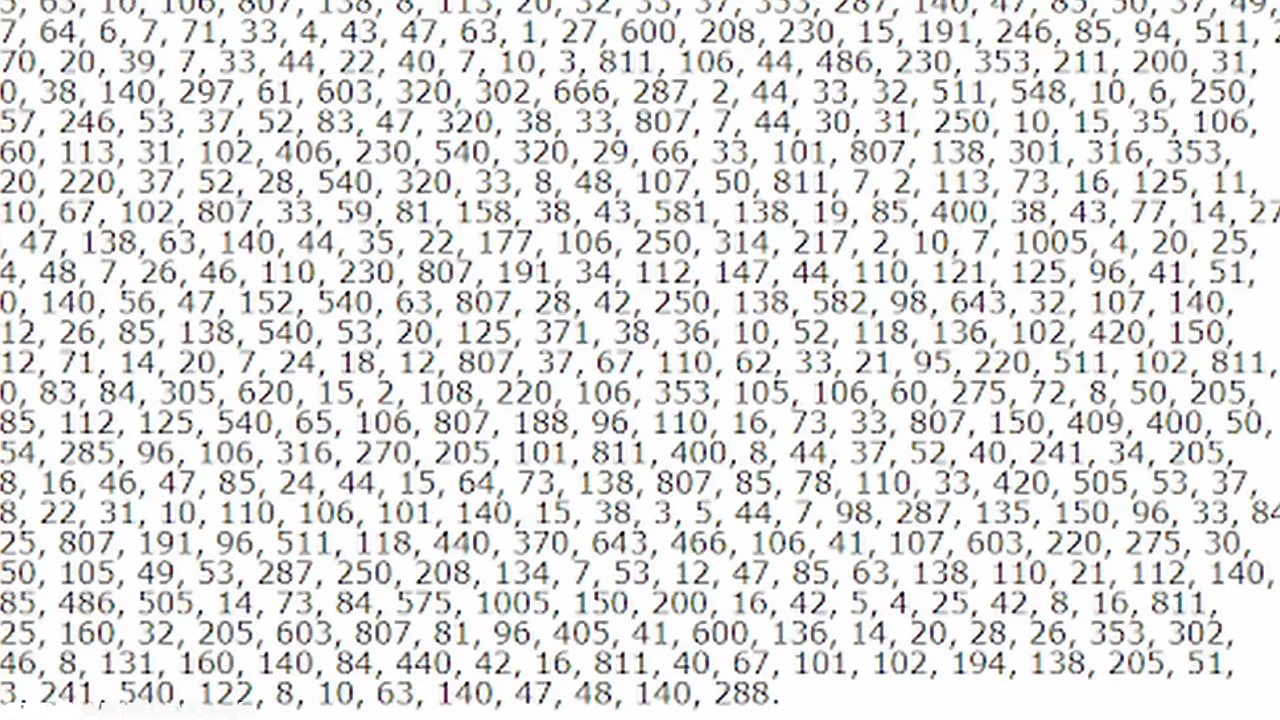 5, 63, 10, 106, 807, 138, 8, 113, 20, 32, 33, 37, 353, 287, 140, 47, 85, 50, 37, 49,
7, 64, 6, 7, 71, 33, 4, 43, 47, 63, 1, 27, 600, 208, 230, 15, 191, 246, 85, 94, 511,
70, 20, 39, 7, 33, 44, 22, 40, 7, 10, 3, 811, 106, 44, 486, 230, 353, 211, 200, 31,
0, 38, 140, 297, 61, 603, 320, 302, 666, 287, 2, 44, 33, 32, 511, 548, 10, 6, 250,
57, 246, 53, 37, 52, 83, 47, 320, 38, 33, 807, 7, 44, 30, 31, 250, 10, 15, 35, 106,
60, 113, 31, 102, 406, 230, 540, 320, 29, 66, 33, 101, 807, 138, 301, 316, 353,
20, 220, 37, 52, 28, 540, 320, 33, 8, 48, 107, 50, 811, 7, 2, 113, 73, 16, 125, 11,
10, 67, 102, 807, 33, 59, 81, 158, 38, 43, 581, 138, 19, 85, 400, 38, 43, 77, 14, 27
, 47, 138, 63, 140, 44, 35, 22, 177, 106, 250, 314, 217, 2, 10, 7, 1005, 4, 20, 25,
4, 48, 7, 26, 46, 110, 230, 807, 191, 34, 112, 147, 44, 110, 121, 125, 96, 41, 51,
0, 140, 56, 47, 152, 540, 63, 807, 28, 42, 250, 138, 582, 98, 643, 32, 107, 140,
12, 26, 85, 138, 540, 53, 20, 125, 371, 38, 36, 10, 52, 118, 136, 102, 420, 150,
12, 71, 14, 20, 7, 24, 18, 12, 807, 37, 67, 110, 62, 33, 21, 95, 220, 511, 102, 811,
0, 83, 84, 305, 620, 15, 2, 108, 220, 106, 353, 105, 106, 60, 275, 72, 8, 50, 205,
85, 112, 125, 540, 65, 106, 807, 188, 96, 110, 16, 73, 33, 807, 150, 409, 400, 50,
54, 285, 96, 106, 316, 270, 205, 101, 811, 400, 8, 44, 37, 52, 40, 241, 34, 205,
8, 16, 46, 47, 85, 24, 44, 15, 64, 73, 138, 807, 85, 78, 110, 33, 420, 505, 53, 37,
8, 22, 31, 10, 110, 106, 101, 140, 15, 38, 3, 5, 44, 7, 98, 287, 135, 150, 96, 33, 84
25, 807, 191, 96, 511, 118, 440, 370, 643, 466, 106, 41, 107, 603, 220, 275, 30,
50, 105, 49, 53, 287, 250, 208, 134, 7, 53, 12, 47, 85, 63, 138, 110, 21, 112, 140,
85, 486, 505, 14, 73, 84, 575, 1005, 150, 200, 16, 42, 5, 4, 25, 42, 8, 16, 811,
25, 160, 32, 205, 603, 807, 81, 96, 405, 41, 600, 136, 14, 20, 28, 26, 353, 302,
46, 8, 131, 160, 140, 84, 440, 42, 16, 811, 40, 67, 101, 102, 194, 138, 205, 51,
3, 241, 540, 122, 8, 10, 63, 140, 47, 48, 140, 288.